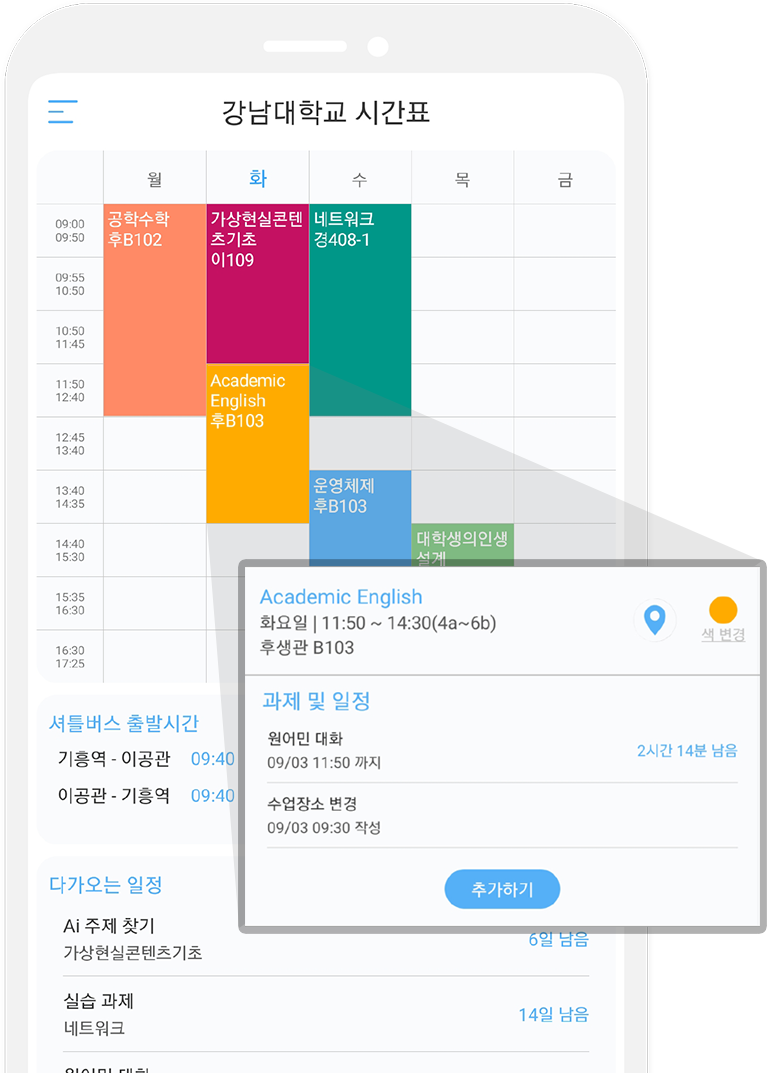 강남대학교 시간표
월 화 수 목 금
09:00
09:50
09:55
10:50
10:50
11:45
11:50
12:40
12:45
13:40
13:40
14:35
14:40
15:30
15:35
16:30
16:30
17:25
공학수학
후B102
가상현실콘텐
츠기초
이109
Academic
English
후B103
네트워크
경408-1
운영체제
후B103
대학생의인생
설계
Academic English
화요일 | 11:50 ~ 14:30(4a~6b)
후생관 B103
색 변경
과제 및 일정
원어민 대화
09/03 11:50 까지
2시간 14분 남음
수업장소 변경
09/03 09:30 작성
추가하기
셔틀버스 출발시간
기흥역 - 이공관 09:40
이공관 - 기흥역 09:40
다가오는 일정
Ai 주제 찾기
가상현실콘텐츠기초
6일 남음
실습 과제
네트워크
14일 남음
원어민 대화